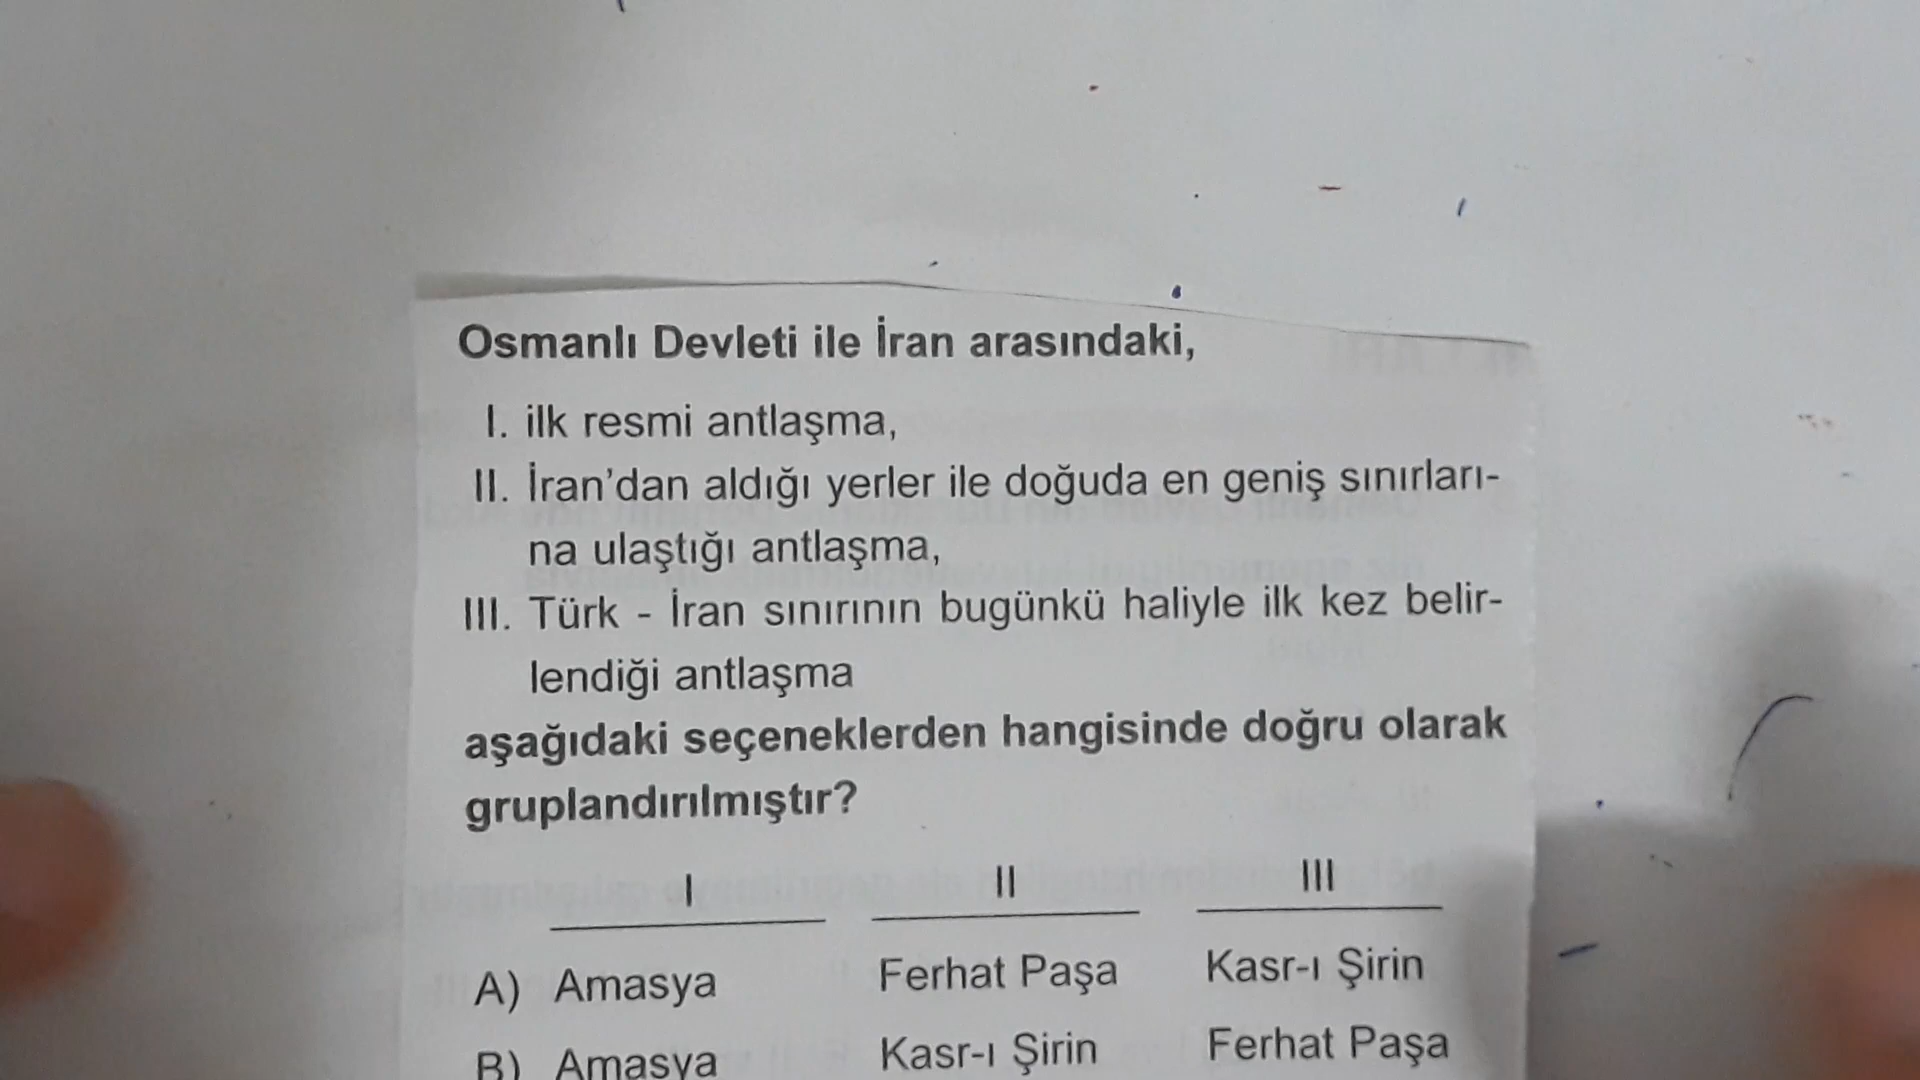 Osmanlı Devleti ile İran arasındaki,
I. ilk resmi antlaşma,
II. İran'dan aldığı yerler ile doğuda en geniş sınırları-
na ulaştığı antlaşma,
III. Türk - İran sınırının bugünkü haliyle ilk kez belir-
lendiği antlaşma
aşağıdaki seçeneklerden hangisinde doğru olarak
gruplandırılmıştır?
I II III
A) Amasya Ferhat Paşa Kasr-ı Şirin
B) Amasya Kasr-ı Şirin Ferhat Paşa